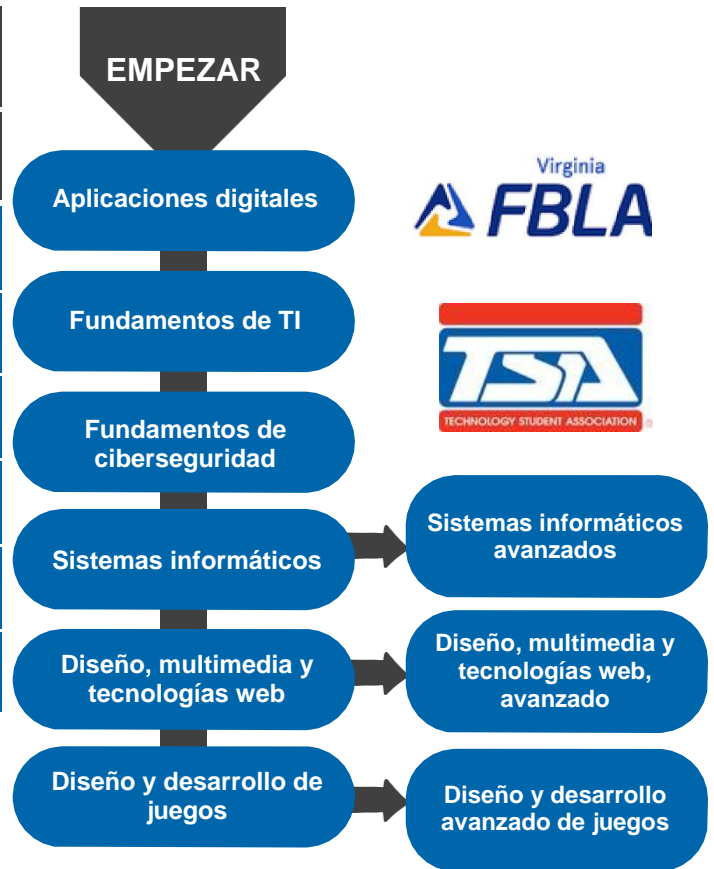 EMPEZAR
Aplicaciones digitales
Virginia
FBLA
Fundamentos de TI
TSA
TECHNOLOGY STUDENT ASSOCIATION
Fundamentos de
ciberseguridad
Sistemas informáticos
Sistemas informáticos
avanzados
Diseño, multimedia y
tecnologías web
Diseño, multimedia y
tecnologías web,
avanzado
Diseño y desarrollo de
juegos
Diseño y desarrollo
avanzado de juegos